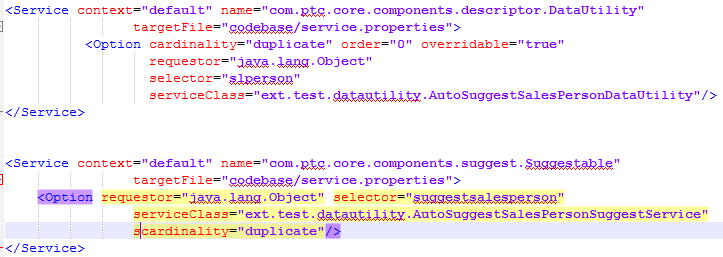 <Service context="default" name="com.ptc.core.components.descriptor.DataUtility"
targetFile="codebase/service.properties">
<Option cardinality="duplicate" order="0" overridable="true"
requestor="java.lang.Object"
selector="slperson"
serviceClass="ext.test.datautility.AutoSuggestSalesPersonDataUtility"/>
</Service>
<Service context="default" name="com.ptc.core.components.suggest.Suggestable"
targetFile="codebase/service.properties">
<Option requestor="java.lang.Object" selector="suggestsalesperson"
serviceClass="ext.test.datautility.AutoSuggestSalesPersonSuggestService"
scardinality="duplicate"/>
</Service>